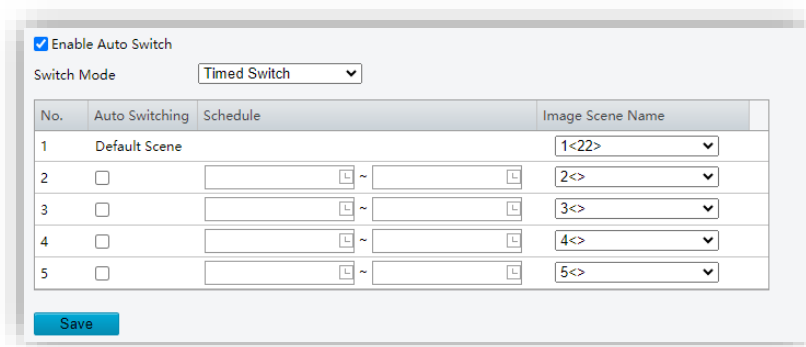 Enable Auto Switch
Switch Mode Timed Switch
No. Auto Switching Schedule Image Scene Name
1 Default Scene 1<22>
2 ~ 2<>
3 ~ 3<>
4 ~ 4<>
5 ~ 5<>
Save